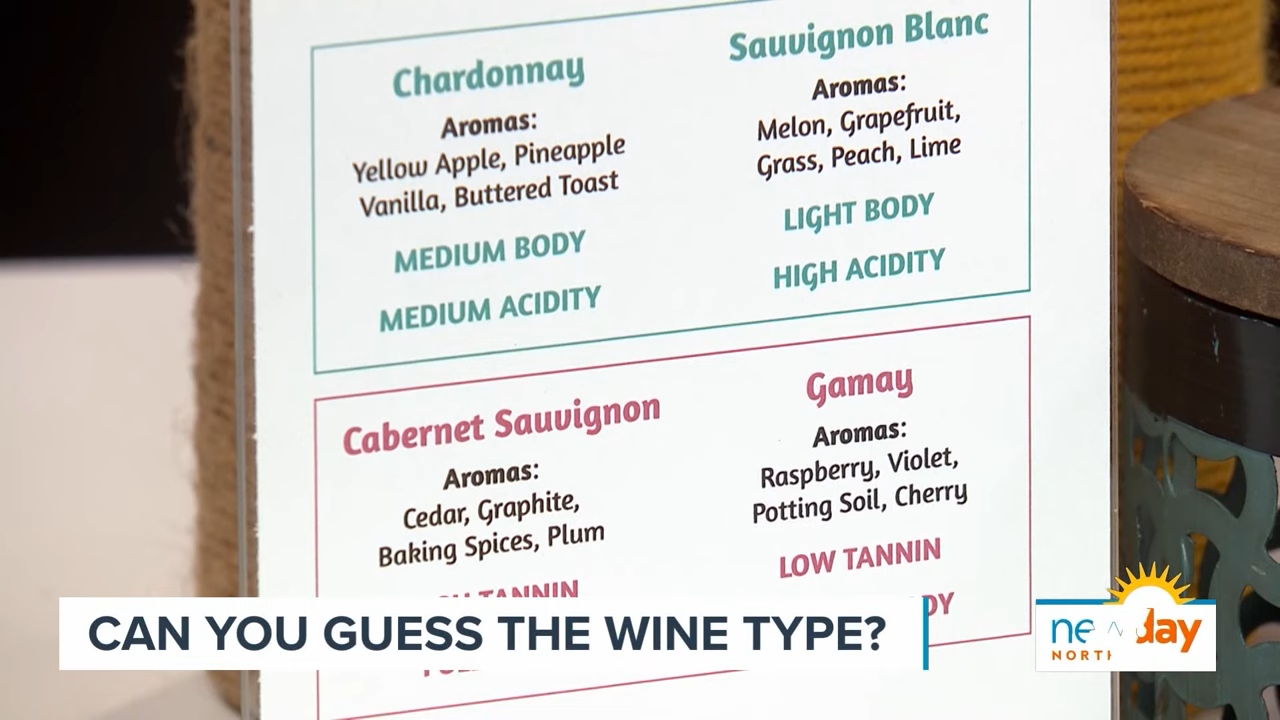 Chardonnay
Aromas:
Yellow Apple, Pineapple
Vanilla, Buttered Toast
MEDIUM BODY
MEDIUM ACIDITY
Sauvignon Blanc
Aromas:
Melon, Grapefruit,
Grass, Peach, Lime
LIGHT BODY
HIGH ACIDITY
Cabernet Sauvignon
Aromas:
Cedar, Graphite,
Baking Spices, Plum
TANNIN
Gamay
Aromas:
Raspberry, Violet,
Potting Soil, Cherry
LOW TANNIN
CAN YOU GUESS THE WINE TYPE?